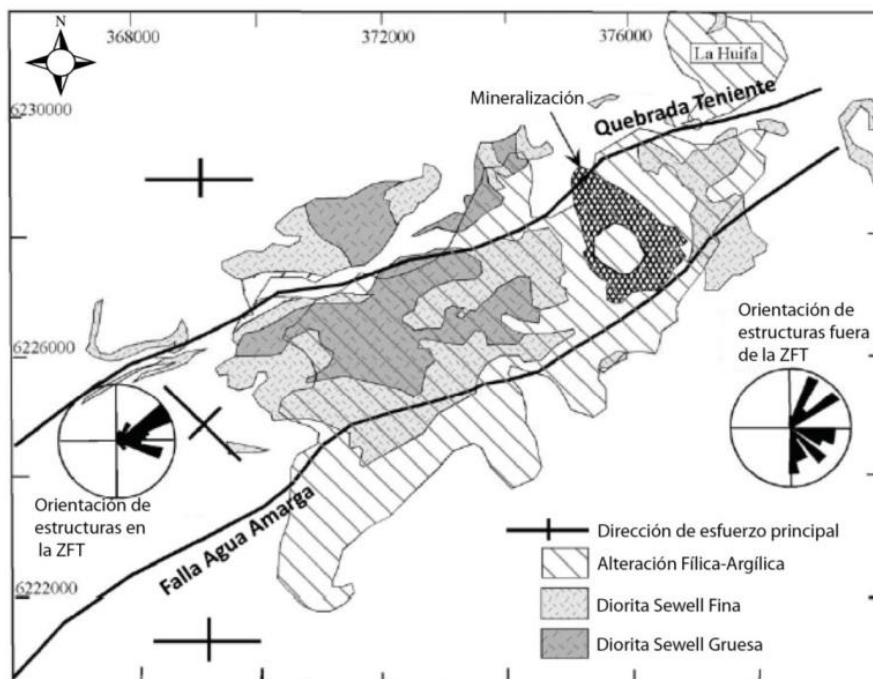 368000
372000
376000
N
La Huifa
6230000
Mineralización
Quebrada Teniente
6226000
Orientación de
estructuras fuera
de la ZFT
Orientación de
estructuras en
la ZFT
Falla Agua Amarga
6222000
Dirección de esfuerzo principal
Alteración Fílica-Argílica
Diorita Sewell Fina
Diorita Sewell Gruesa